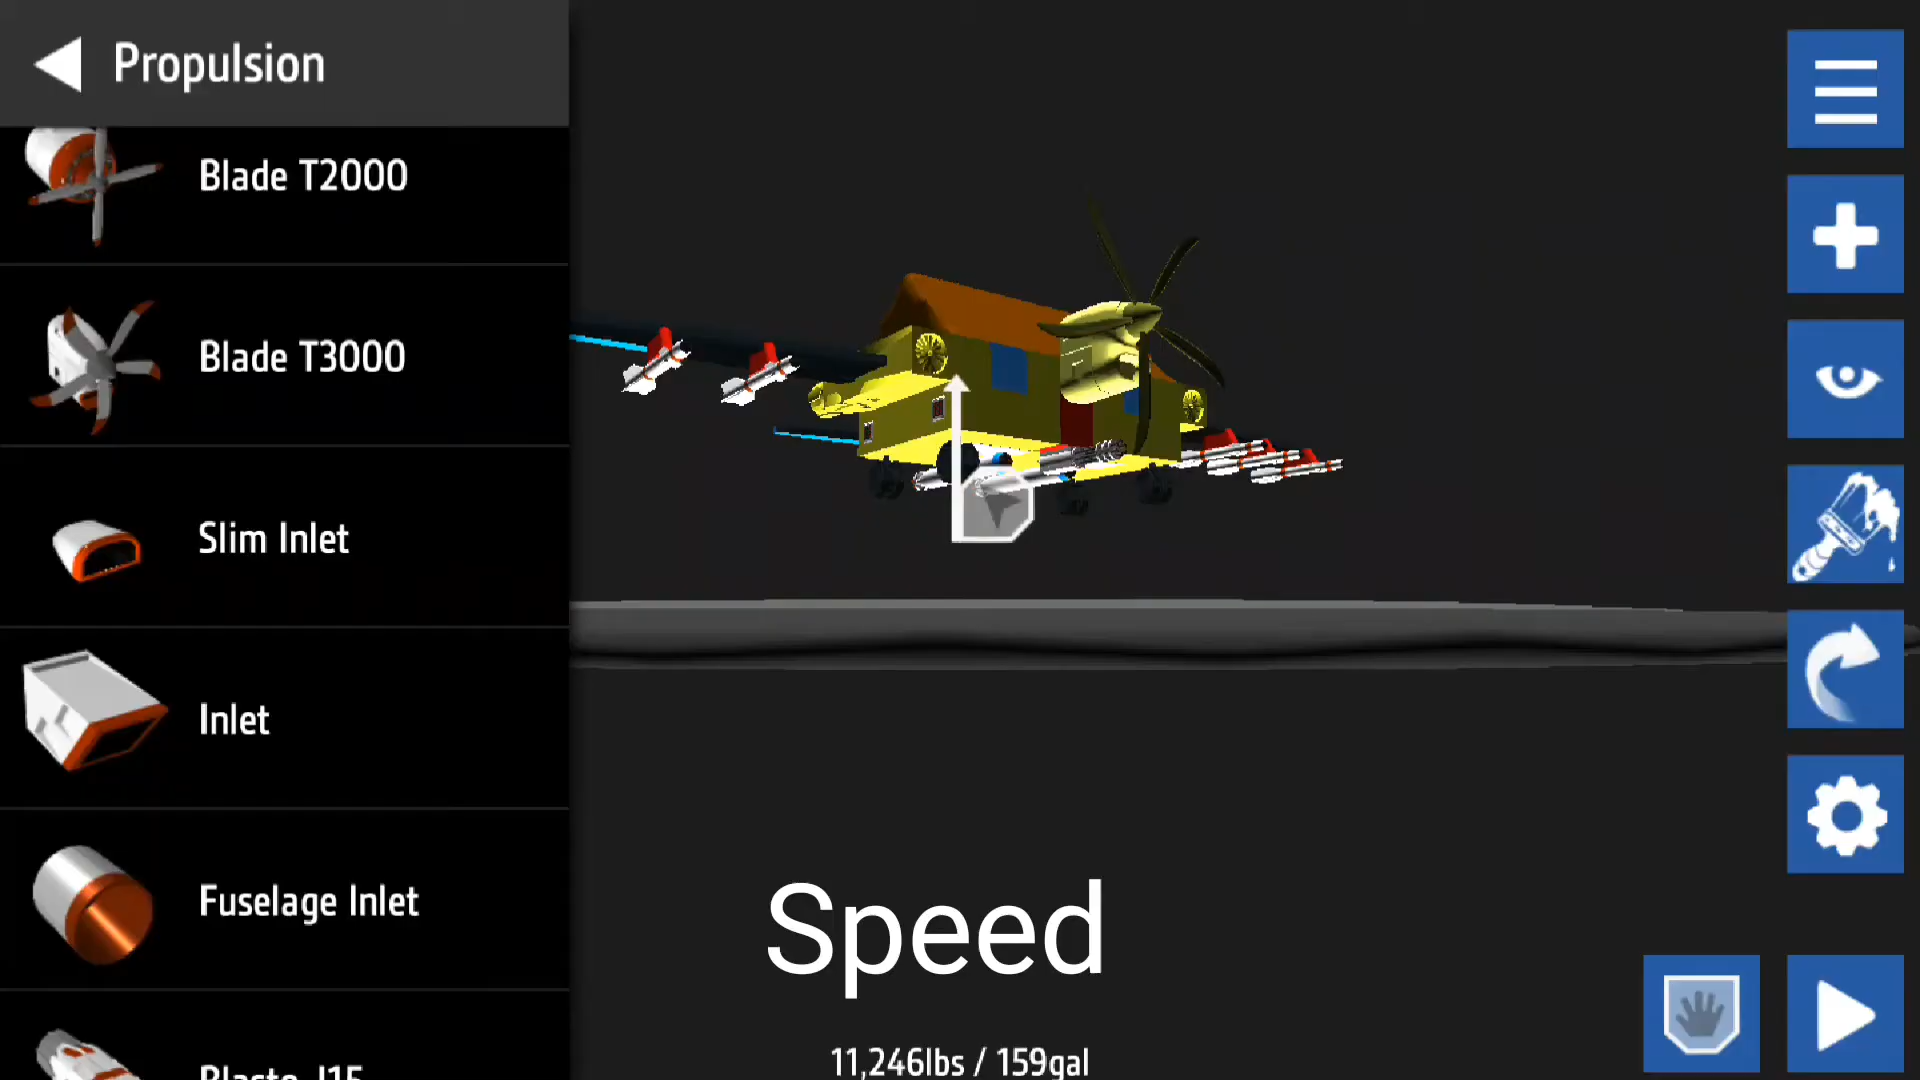 Propulsion
Blade T2000
Blade T3000
Slim Inlet
Inlet
Fuselage Inlet
Speed
11,246lbs / 159gal